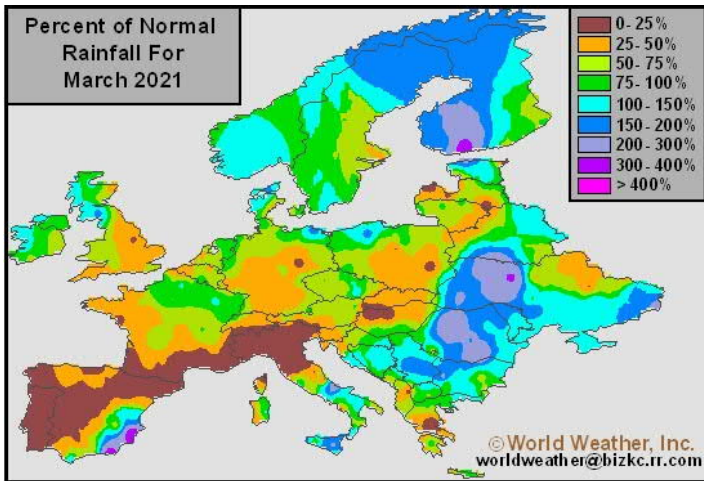 Percent of Normal
Rainfall For
March 2021
0 - 25%
25 - 50%
50 - 75%
75 - 100%
100 - 150%
150 - 200%
200 - 300%
300 - 400%
> 400%
©World Weather, Inc.
worldweather@bizkc.rr.com